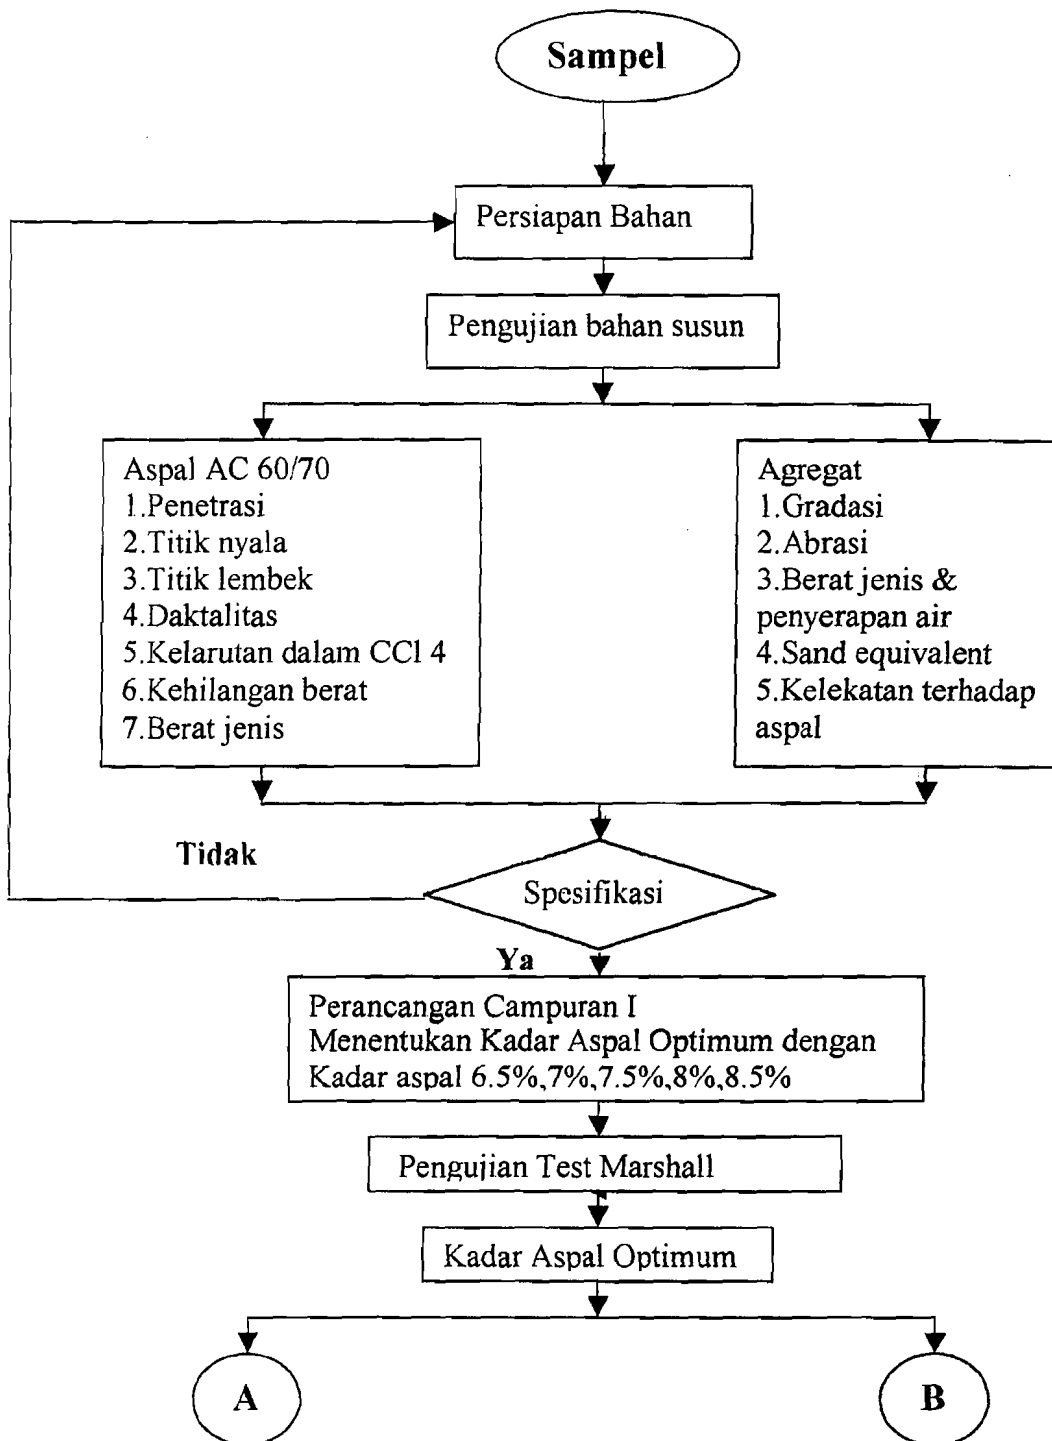 Sampel
Persiapan Bahan
Pengujian bahan susun
Aspal AC 60/70
1.Penetrasi
2.Titik nyala
3.Titik lembek
4.Daktalitas
5.Kelarutan dalam CCl 4
6.Kehilangan berat
7.Berat jenis
Agregat
1.Gradasi
2.Abrasi
3.Berat jenis &
penyerapan air
4.Sand equivalent
5.Kelekatan terhadap
aspal
Tidak
Spesifikasi
Ya
Perancangan Campuran I
Menentukan Kadar Aspal Optimum dengan
Kadar aspal 6.5%,7%,7.5%,8%,8.5%
Pengujian Test Marshall
Kadar Aspal Optimum
A
B